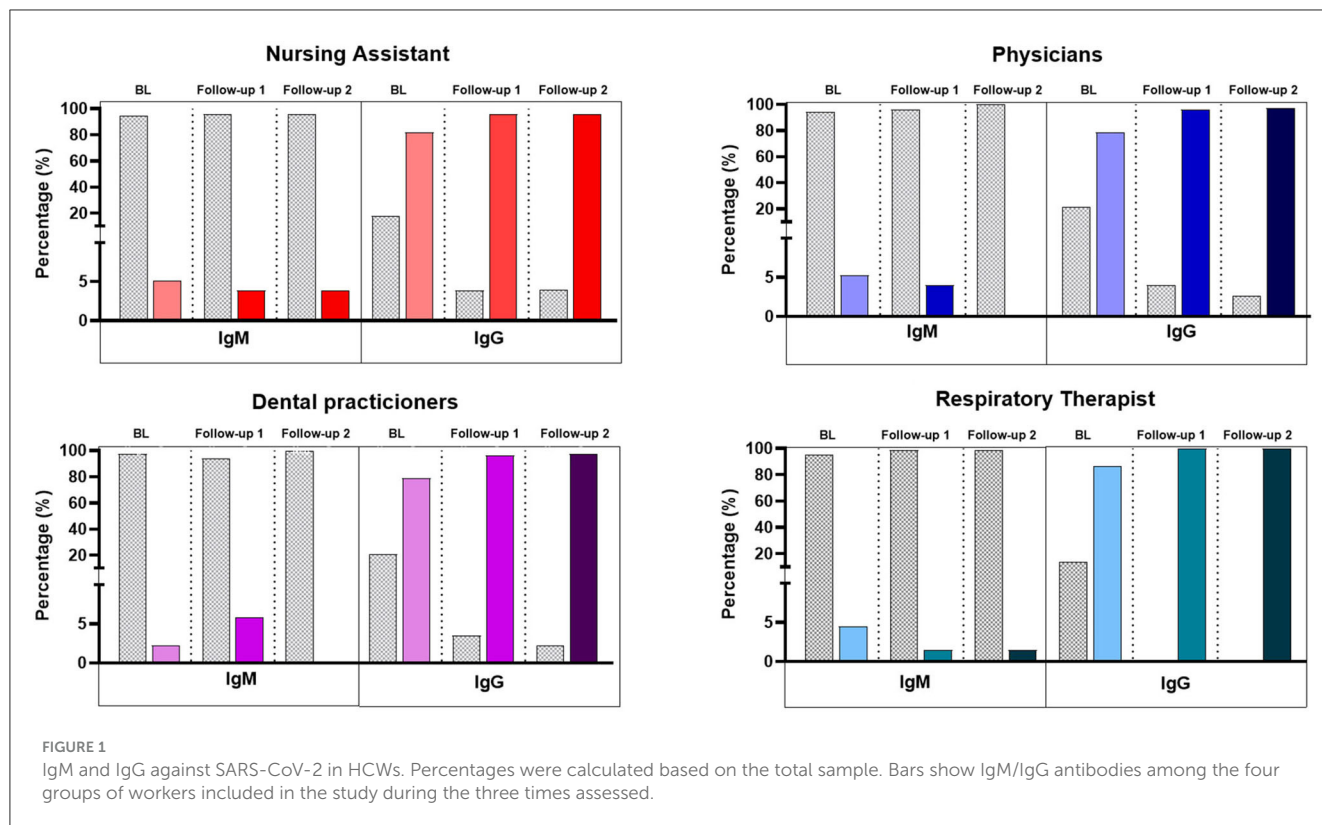 Nursing Assistant
BL Follow-up 1 Follow-up 2 BL Follow-up 1 Follow-up 2
Percentage (%)
100
80
60
40
20
5
0
IgM IgG
Physicians
BL Follow-up 1 Follow-up 2 BL Follow-up 1 Follow-up 2
Percentage (%)
100
80
60
40
20
5
0
IgM IgG
Dental practicioners
BL Follow-up 1 Follow-up 2 BL Follow-up 1 Follow-up 2
Percentage (%)
100
80
60
40
20
5
0
IgM IgG
Respiratory Therapist
BL Follow-up 1 Follow-up 2 BL Follow-up 1 Follow-up 2
Percentage (%)
100
80
60
40
20
5
0
IgM IgG
FIGURE 1
IgM and IgG against SARS-CoV-2 in HCWs. Percentages were calculated based on the total sample. Bars show IgM/IgG antibodies among the four
groups of workers included in the study during the three times assessed.